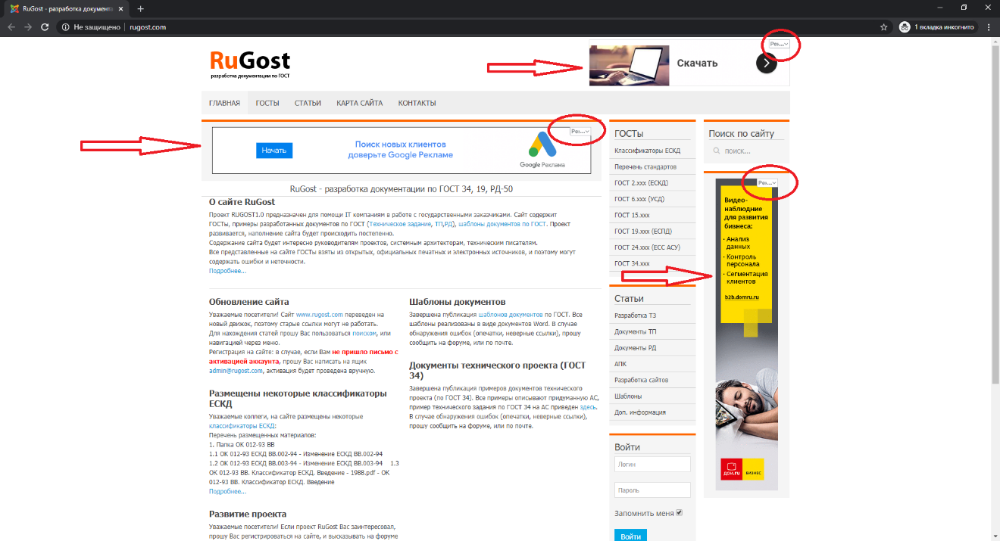 RuGost - разработка документа
Не защищено
rugost.com
1 вкладка инкогнито
RuGost
разработка документации по ГОСТ
Скачать
Рек...
ГЛАВНАЯ
ГОСТЫ
СТАТЬИ
КАРТА САЙТА
КОНТАКТЫ
Начать
Поиск новых клиентов
доверьте Google Рекламе
Google Реклама
Рек...
RuGost - разработка документации по ГОСТ 34, 19, РД-50
О сайте RuGost
Проект RUGOST1.0 предназначен для помощи IT компаниям в работе с государственными заказчиками. Сайт содержит
ГОСТы, примеры разработанных документов по ГОСТ (Техническое задание, ТП,РД), шаблоны документов по ГОСТ. Проект
развивается, наполнение сайта будет происходить постепенно.
Содержание сайта будет интересно руководителям проектов, системным архитекторам, техническим писателям.
Все представленные на сайте ГОСТы взяты из открытых, официальных печатных и электронных источников, и поэтому могут
содержать ошибки и неточности.
Подробнее...
Обновление сайта
Уважаемые посетители! Сайт www.rugost.com переведен на
новый движок, поэтому старые ссылки могут не работать.
Для нахождения статей прошу Вас пользоваться поиском, или
навигацией через меню.
Регистрация на сайте: в случае, если Вам не пришло письмо с
активацией аккаунта, прошу Вас написать на ящик
admin@rugost.com, активация будет проведена вручную.
Размещены некоторые классификаторы
ЕСКД
Уважаемые коллеги, на сайте размещены некоторые
классификаторы ЕСКД:
Перечень размещенных материалов:
1. Папка ОК 012-93 ВВ
1.1 ОК 012-93 ЕСКД ВВ.002-94 - Изменение ЕСКД ВВ.002-94
1.2 ОК 012-93 ЕСКД ВВ.003-94 - Изменение ЕСКД ВВ.003-94 1.3
ОК 012-93 ВВ. Классификатор ЕСКД. Введение - 1988.pdf - ОК
012-93 ВВ. Классификатор ЕСКД. Введение
Подробнее...
Развитие проекта
Уважаемые посетители! Если проект RuGost Вас заинтересовал,
прошу Вас регистрироваться на сайте, и высказывать на форуме
Шаблоны документов
Завершена публикация шаблонов документов по ГОСТ. Все
шаблоны реализованы в виде документов Word. В случае
обнаружения ошибок (опечатки, неверные ссылки), прошу
сообщить на форуме, или по почте.
Документы технического проекта (ГОСТ
34)
Завершена публикация примеров документов технического
проекта (по ГОСТ 34). Все примеры описывают придуманную АС,
пример технического задания по ГОСТ 34 на АС приведен здесь.
В случае обнаружения ошибок (опечатки, неверные ссылки),
прошу сообщить на форуме, или по почте.
ГОСТы
Классификаторы ЕСКД
Перечень стандартов
ГОСТ 2.xxx (ЕСКД)
ГОСТ 6.xxx (УСД)
ГОСТ 15.xxx
ГОСТ 19.xxx (ЕСПД)
ГОСТ 24.xxx (ЕСС АСУ)
ГОСТ 34.xxx
Статьи
Разработка ТЗ
Документы ТП
Документы РД
АПК
Разработка сайтов
Шаблоны
Доп. информация
Войти
Логин
Пароль
Запомнить меня
Войти
Поиск по сайту
поиск...
Рек...
Видео-
наблюдние
для развития
бизнеса:
· Анализ
данных
· Контроль
персонала
· Сегментация
клиентов
b2b.domru.ru
ДОМ.ru
БИЗНЕС